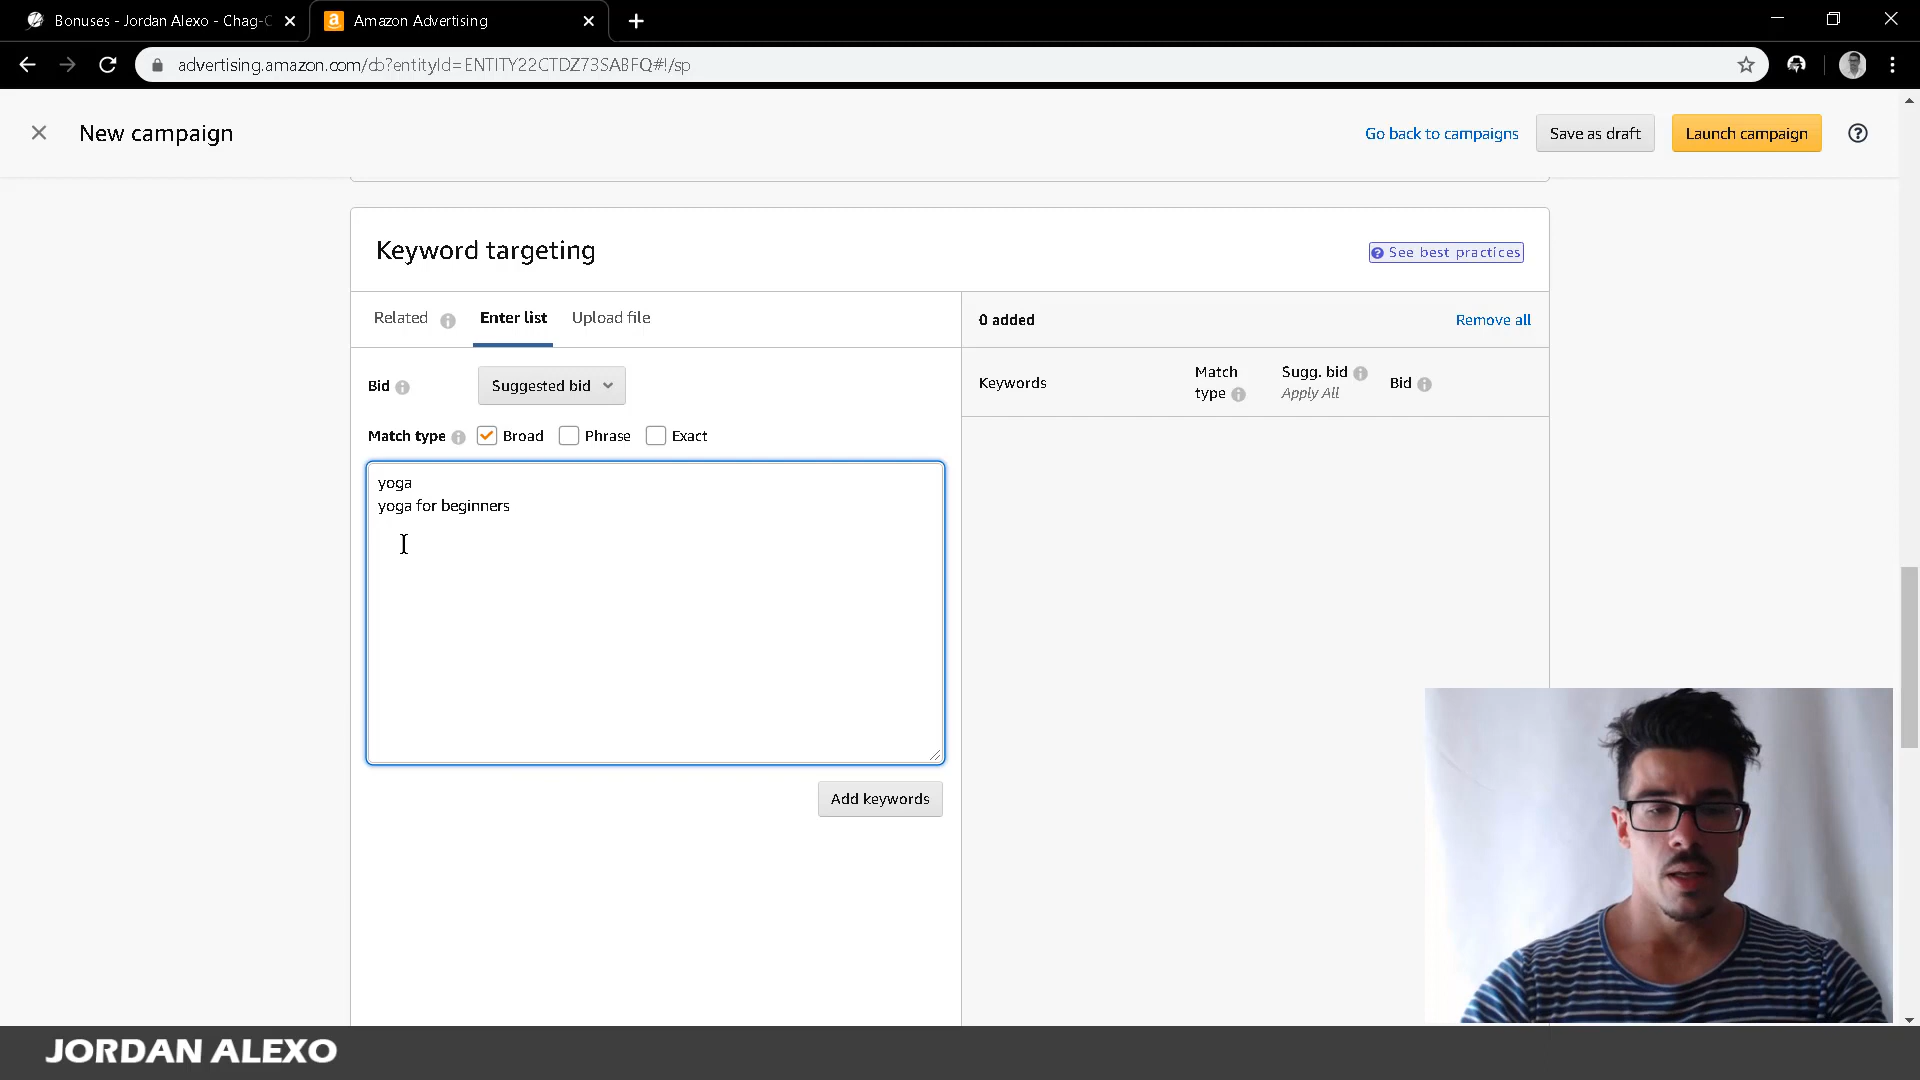 Bonuses - Jordan Alexo - Chag-C
Amazon Advertising
advertising.amazon.com/cb?entityId=ENTITY22CTDZ73SABFQ#!/sp
New campaign
Go back to campaigns
Save as draft
Launch campaign
Keyword targeting
See best practices
Related
Enter list
Upload file
0 added
Remove all
Bid
Suggested bid
Keywords
Match type
Sugg. bid
Apply All
Bid
Match type
Broad
Phrase
Exact
yoga
yoga for beginners
Add keywords
JORDAN ALEXO